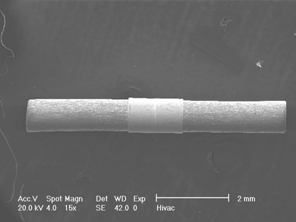 Acc.V Spot Magn Det WD Exp 2 mm
20.0 kV 4.0 15x SE 42.0 0 Hivac